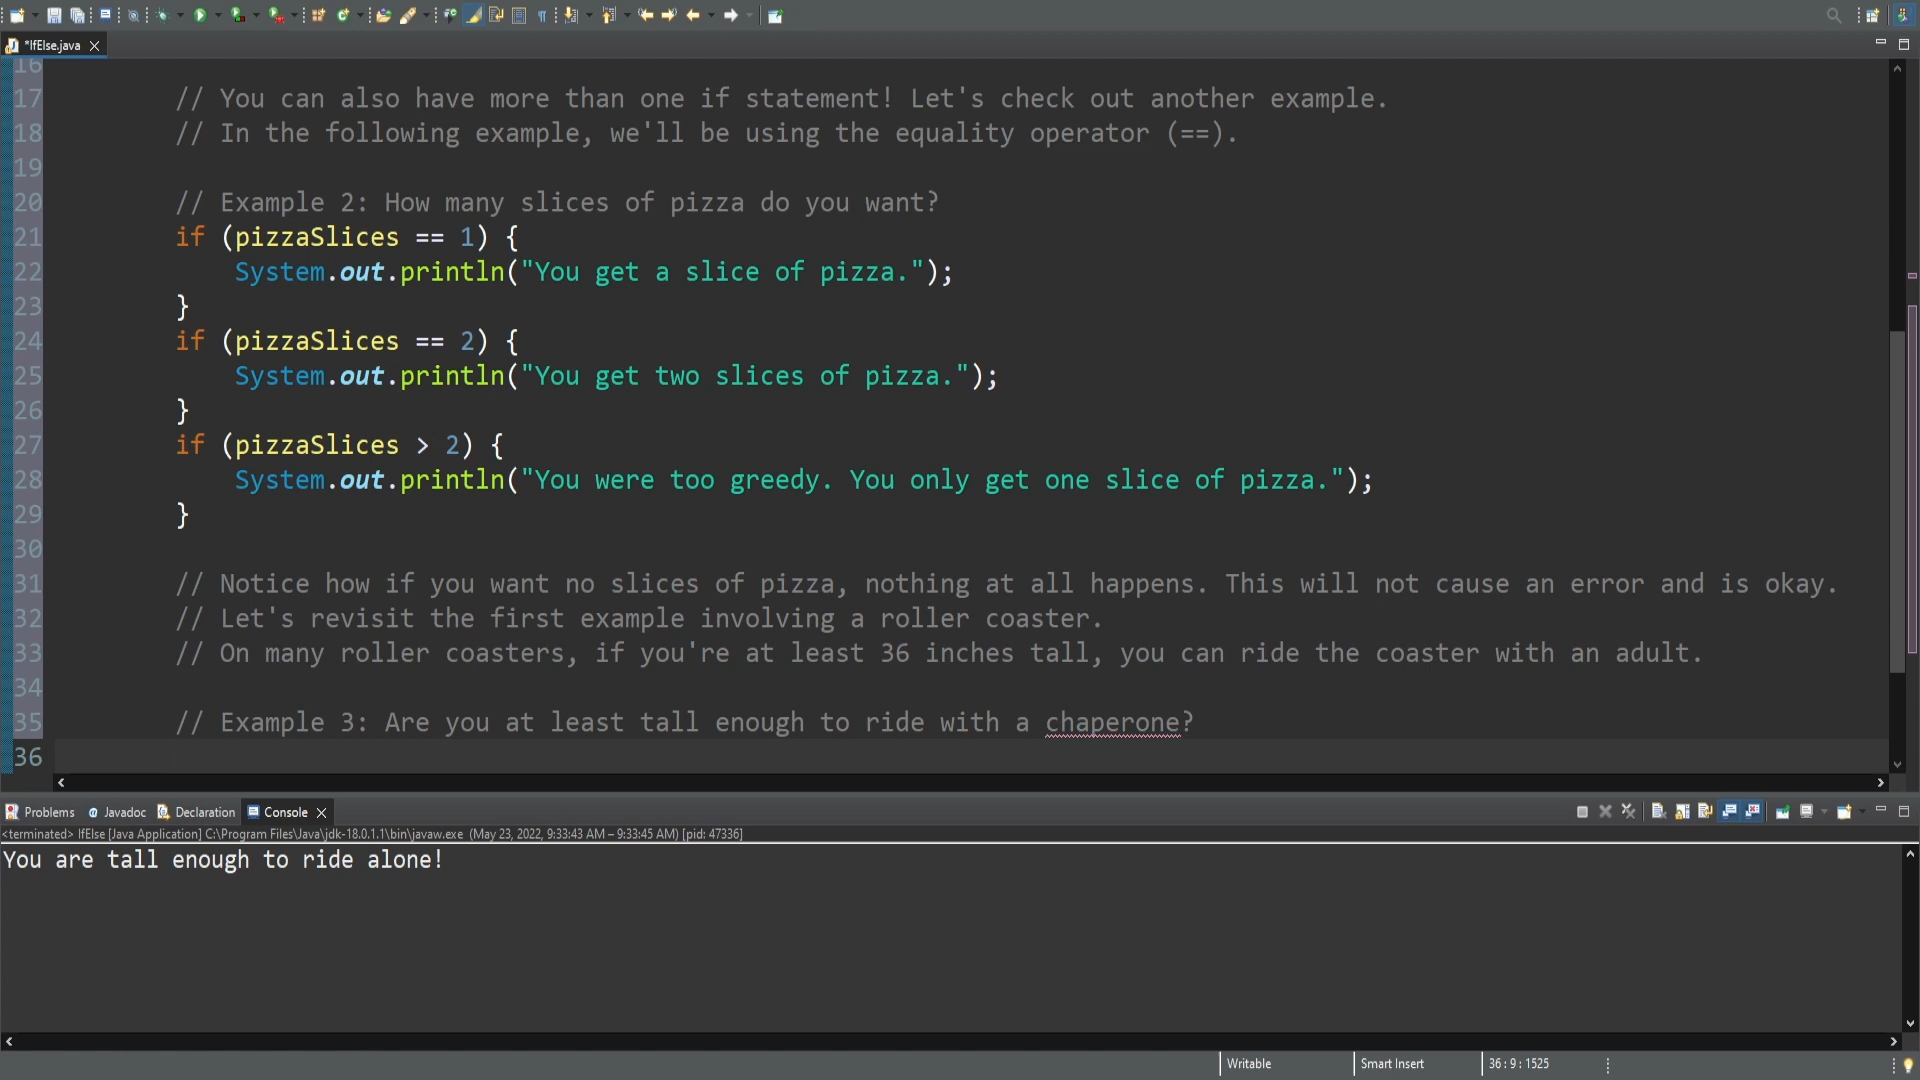 *IfElse.java
16
17 // You can also have more than one if statement! Let's check out another example.
18 // In the following example, we'll be using the equality operator (==).
19
20 // Example 2: How many slices of pizza do you want?
21 if (pizzaSlices == 1) {
22 System.out.println("You get a slice of pizza.");
23 }
24 if (pizzaSlices == 2) {
25 System.out.println("You get two slices of pizza.");
26 }
27 if (pizzaSlices > 2) {
28 System.out.println("You were too greedy. You only get one slice of pizza.");
29 }
30
31 // Notice how if you want no slices of pizza, nothing at all happens. This will not cause an error and is okay.
32 // Let's revisit the first example involving a roller coaster.
33 // On many roller coasters, if you're at least 36 inches tall, you can ride the coaster with an adult.
34
35 // Example 3: Are you at least tall enough to ride with a chaperone?
36
Problems Javadoc Declaration Console
<terminated> IfElse [Java Application] C:\Program Files\Java\jdk-18.0.1.1\bin\javaw.exe (May 23, 2022, 9:33:43 AM – 9:33:45 AM) [pid: 47336]
You are tall enough to ride alone!
Writable Smart Insert 36 : 9 : 1525